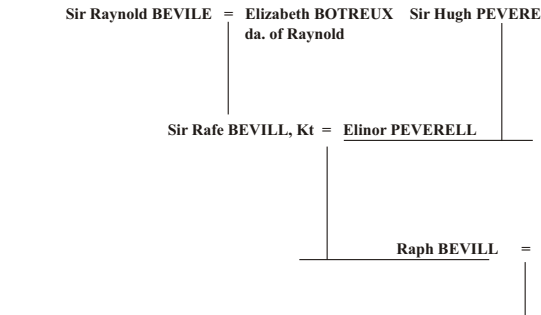 Sir Raynold BEVILE = Elizabeth BOTREUX Sir Hugh PEVERE
da. of Raynold
Sir Rafe BEVILL, Kt = Elinor PEVERELL
Raph BEVILL =